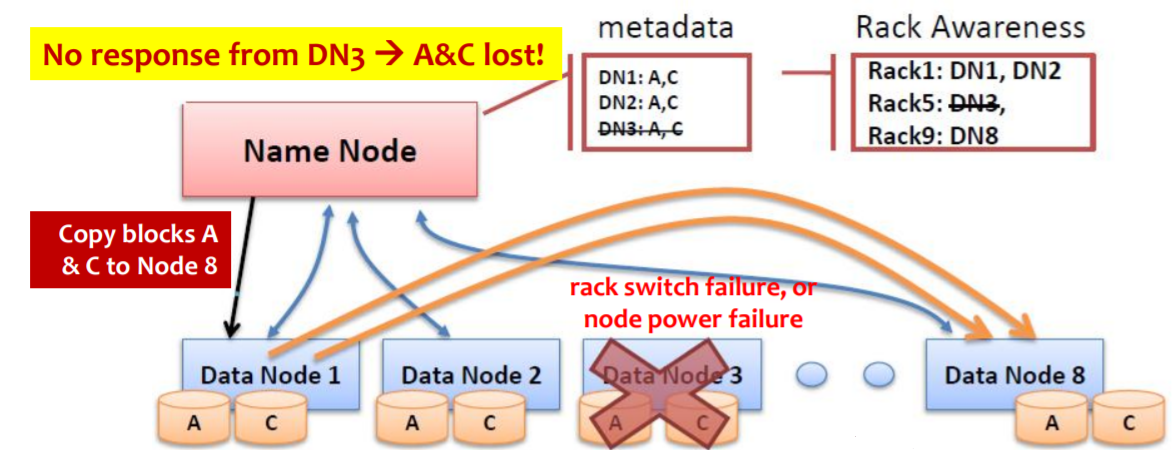 No response from DN3 → A&C lost!
metadata
DN1: A,C
DN2: A,C
DN3: A, C
Rack Awareness
Rack1: DN1, DN2
Rack5: DN3,
Rack9: DN8
Name Node
Copy blocks A
& C to Node 8
rack switch failure, or
node power failure
Data Node 1
A
C
Data Node 2
A
C
Data Node 3
A
C
Data Node 8
A
C